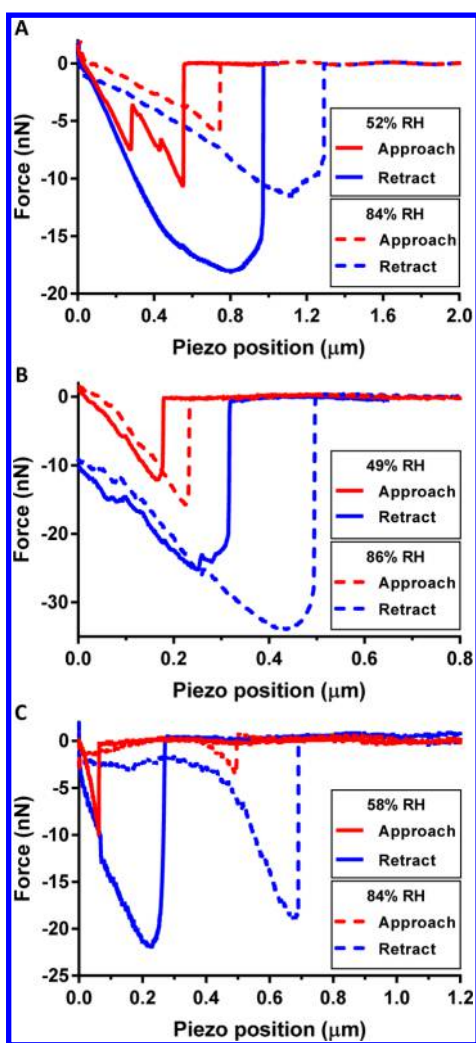 A
0
-5
-10
-15
-20
Force (nN)
52% RH
Approach
Retract
84% RH
Approach
Retract
0.0 0.4 0.8 1.2 1.6 2.0
Piezo position (μm)
B
0
-10
-20
-30
Force (nN)
49% RH
Approach
Retract
86% RH
Approach
Retract
0.0 0.2 0.4 0.6 0.8
Piezo position (μm)
C
0
-5
-10
-15
-20
-25
Force (nN)
58% RH
Approach
Retract
84% RH
Approach
Retract
0.0 0.2 0.4 0.6 0.8 1.0 1.2
Piezo position (μm)